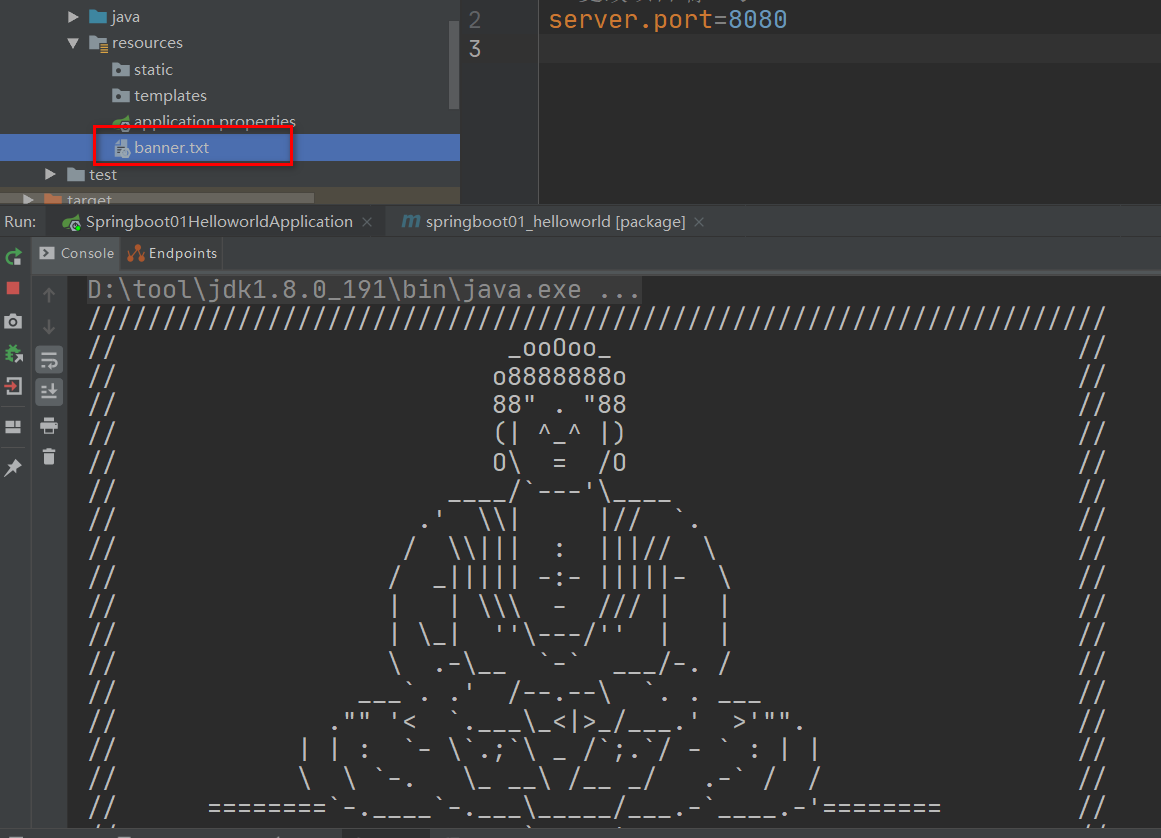 java
resources
static
templates
application.properties
banner.txt
test
target
2 server.port=8080
3
Run: Springboot01HelloworldApplication × springboot01_helloworld [package] ×
Console Endpoints
D:\tool\jdk1.8.0_191\bin\java.exe ...
////////////////////////////////////////////////////////////////////
//                          _ooOoo_                               //
//                         o8888888o                              //
//                         88" . "88                              //
//                         (| ^_^ |)                              //
//                         O\  =  /O                              //
//                      ____/`---'\____                           //
//                    .'  \\|     |//  `.                         //
//                   /  \\|||  :  |||//  \                        //
//                  /  _||||| -:- |||||-  \                       //
//                  |   | \\\  -  /// |   |                       //
//                  | \_|  ''\---/''  |   |                       //
//                  \  .-\__  `-`  ___/-. /                       //
//                ___`. .'  /--.--\  `. . ___                     //
//              ."" '<  `.___\_<|>_/___.'  >'"".                  //
//            | | :  `- \`.;`\ _ /`;.`/ - ` : | |                 //
//            \  \ `-.   \_ __\ /__ _/   .-` /  /                 //
//      ========`-.____`-.___\_____/___.-`____.-'========         //